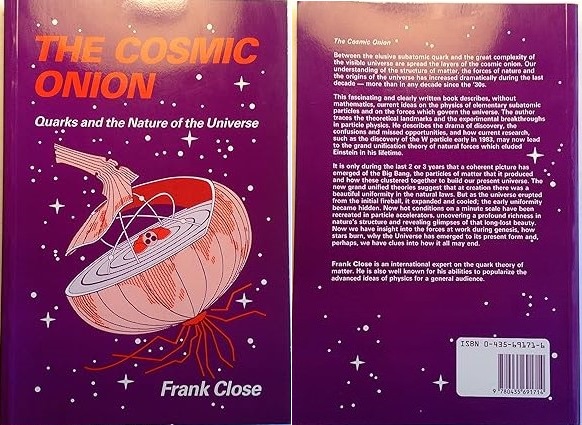 THE COSMIC
ONION
Quarks and the Nature of the Universe
Frank Close
The Cosmic Onion
Between the elusive subatomic quark and the great complexity of
the visible universe are spread the layers of the cosmic onion. Our
understanding of the structure of matter, the forces of nature and
the origins of the universe has increased dramatically during the last
decade — more than in any decade since the '30s.
This fascinating and clearly written book describes, without
mathematics, current ideas on the physics of elementary subatomic
particles and on the forces which govern the universe. The author
traces the theoretical landmarks and the experimental breakthroughs
in particle physics. He describes the drama of discovery, the
confusions and missed opportunities, and how current research,
such as the discovery of the W particle early in 1983, may now lead
to the grand unification theory of natural forces which eluded
Einstein in his lifetime.
It is only during the last 2 or 3 years that a coherent picture has
emerged of the Big Bang, the particles of matter that it produced
and how these clustered together to build our present universe. The
new grand unified theories suggest that at creation there was a
beautiful uniformity in the natural laws. But as the universe erupted
from the initial fireball, it expanded and cooled; the early uniformity
became hidden. Now hot conditions on a minute scale have been
recreated in particle accelerators, uncovering a profound richness in
nature's structure and revealing glimpses of that long-lost beauty.
Now we have insight into the forces at work during genesis, how
stars burn, why the Universe has emerged to its present form and,
perhaps, we have clues into how it all may end.
Frank Close is an international expert on the quark theory of
matter. He is also well known for his abilities to popularize the
advanced ideas of physics for a general audience.
ISBN 0-435-69171-6
9 780435 691714